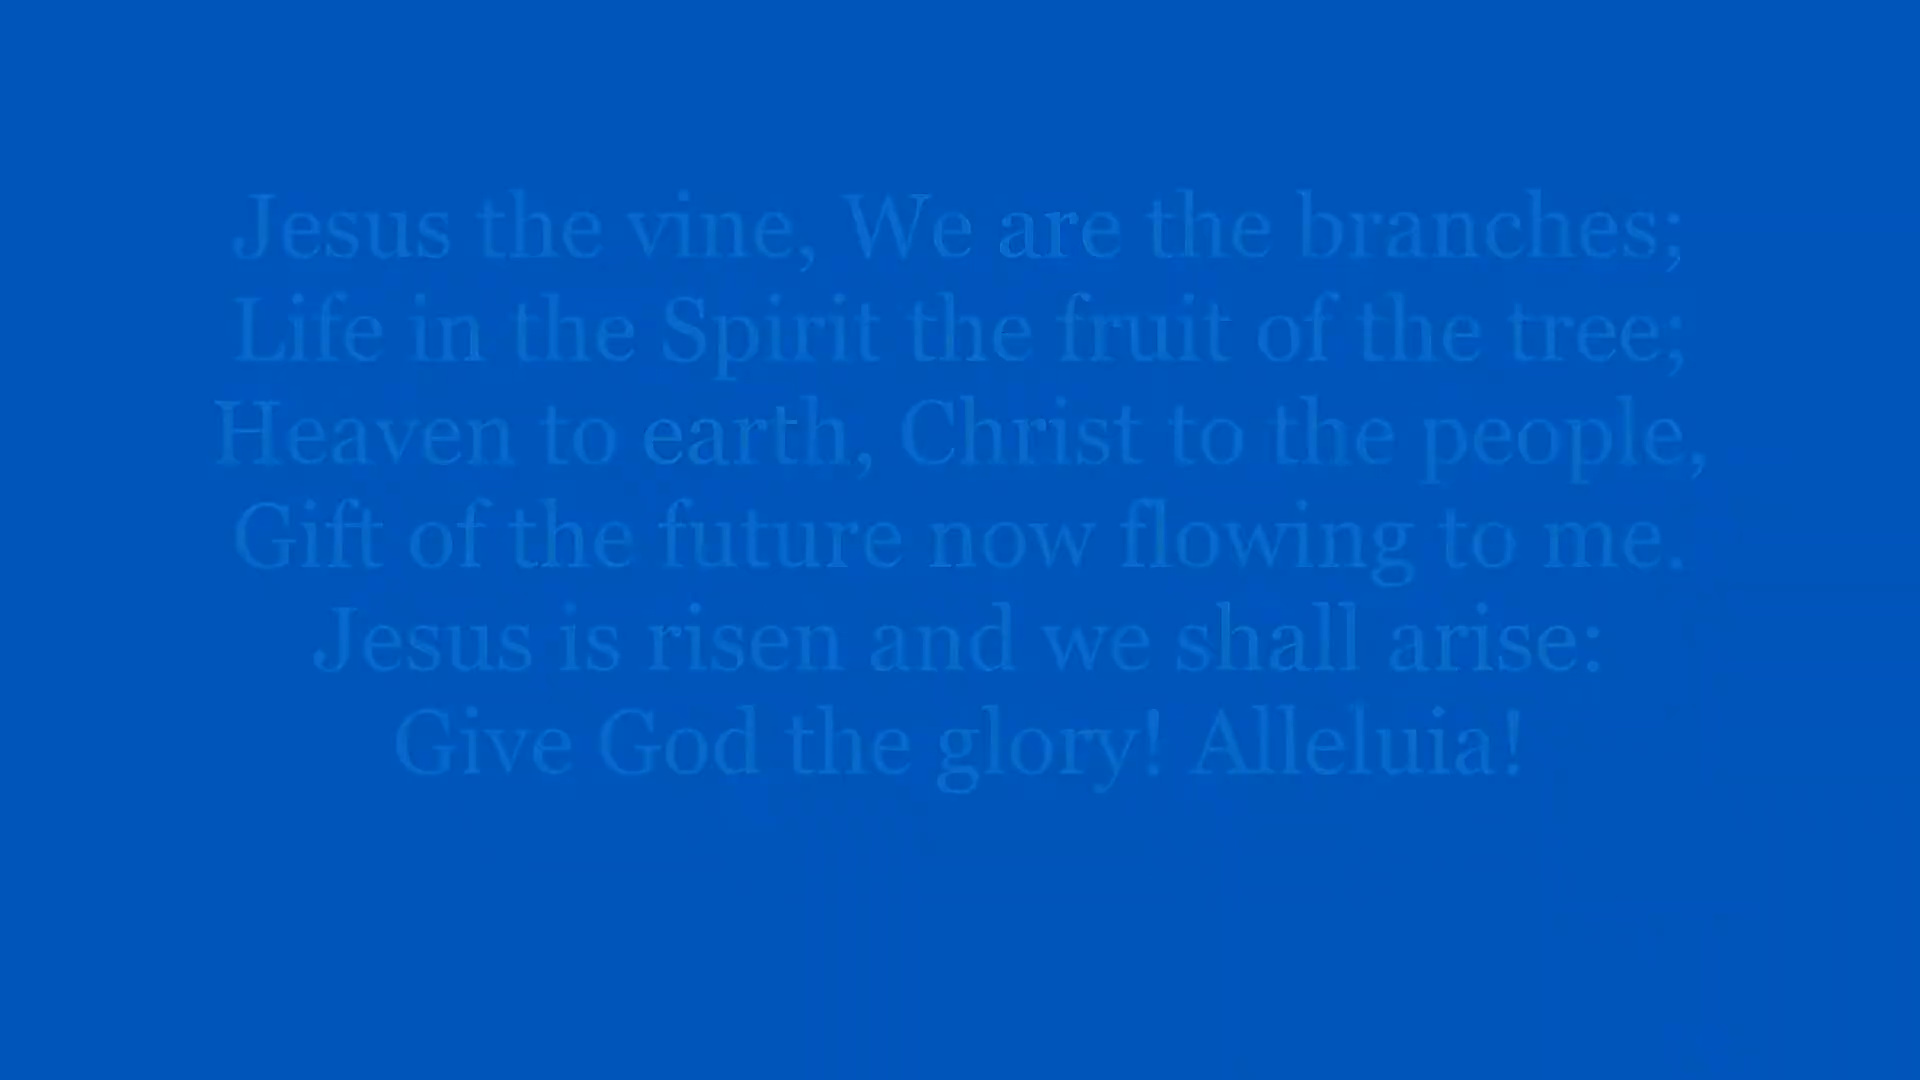 Jesus the vine, We are the branches;
Life in the Spirit the fruit of the tree;
Heaven to earth, Christ to the people,
Gift of the future now flowing to me.
Jesus is risen and we shall arise:
Give God the glory! Alleluia!